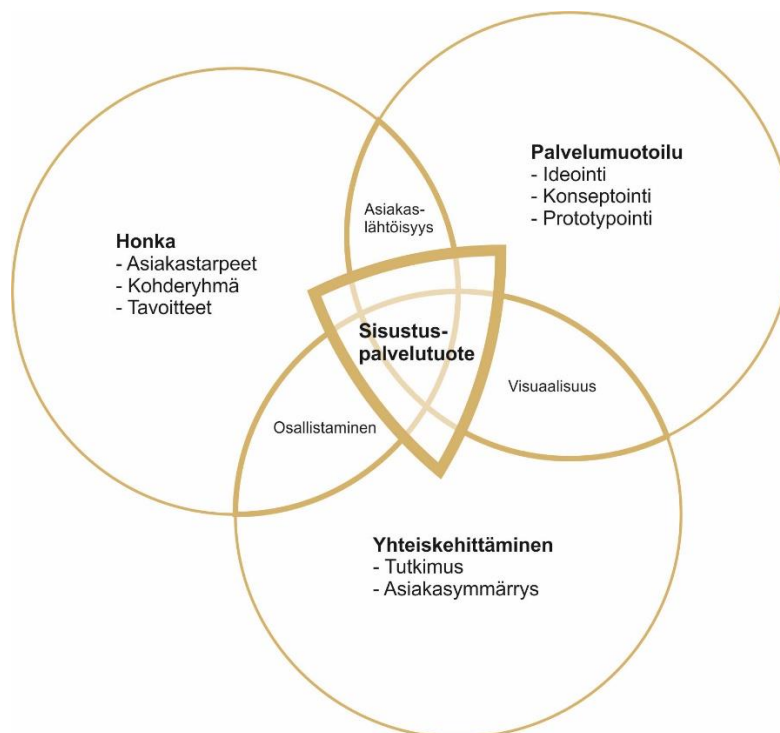 Palvelumuotoilu
- Ideointi
- Konseptointi
- Prototypointi
Asiakas-
lähtöisyys
Honka
- Asiakastarpeet
- Kohderyhmä
- Tavoitteet
Sisustus-
palvelutuote
Visuaalisuus
Osallistaminen
Yhteiskehittäminen
- Tutkimus
- Asiakasymmärrys